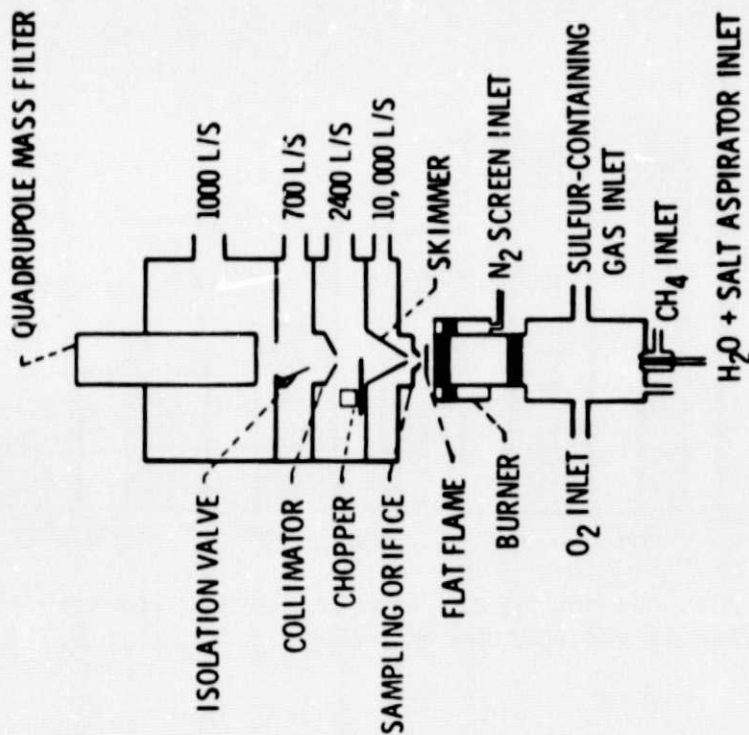 QUADRUPOLE MASS FILTER
1000 L/S
700 L/S
2400 L/S
10,000 L/S
SKIMMER
N2 SCREEN INLET
SULFUR-CONTAINING
GAS INLET
CH4 INLET
H2O + SALT ASPIRATOR INLET
ISOLATION VALVE
COLLIMATOR
CHOPPER
SAMPLING ORIFICE
FLAT FLAME
BURNER
O2 INLET